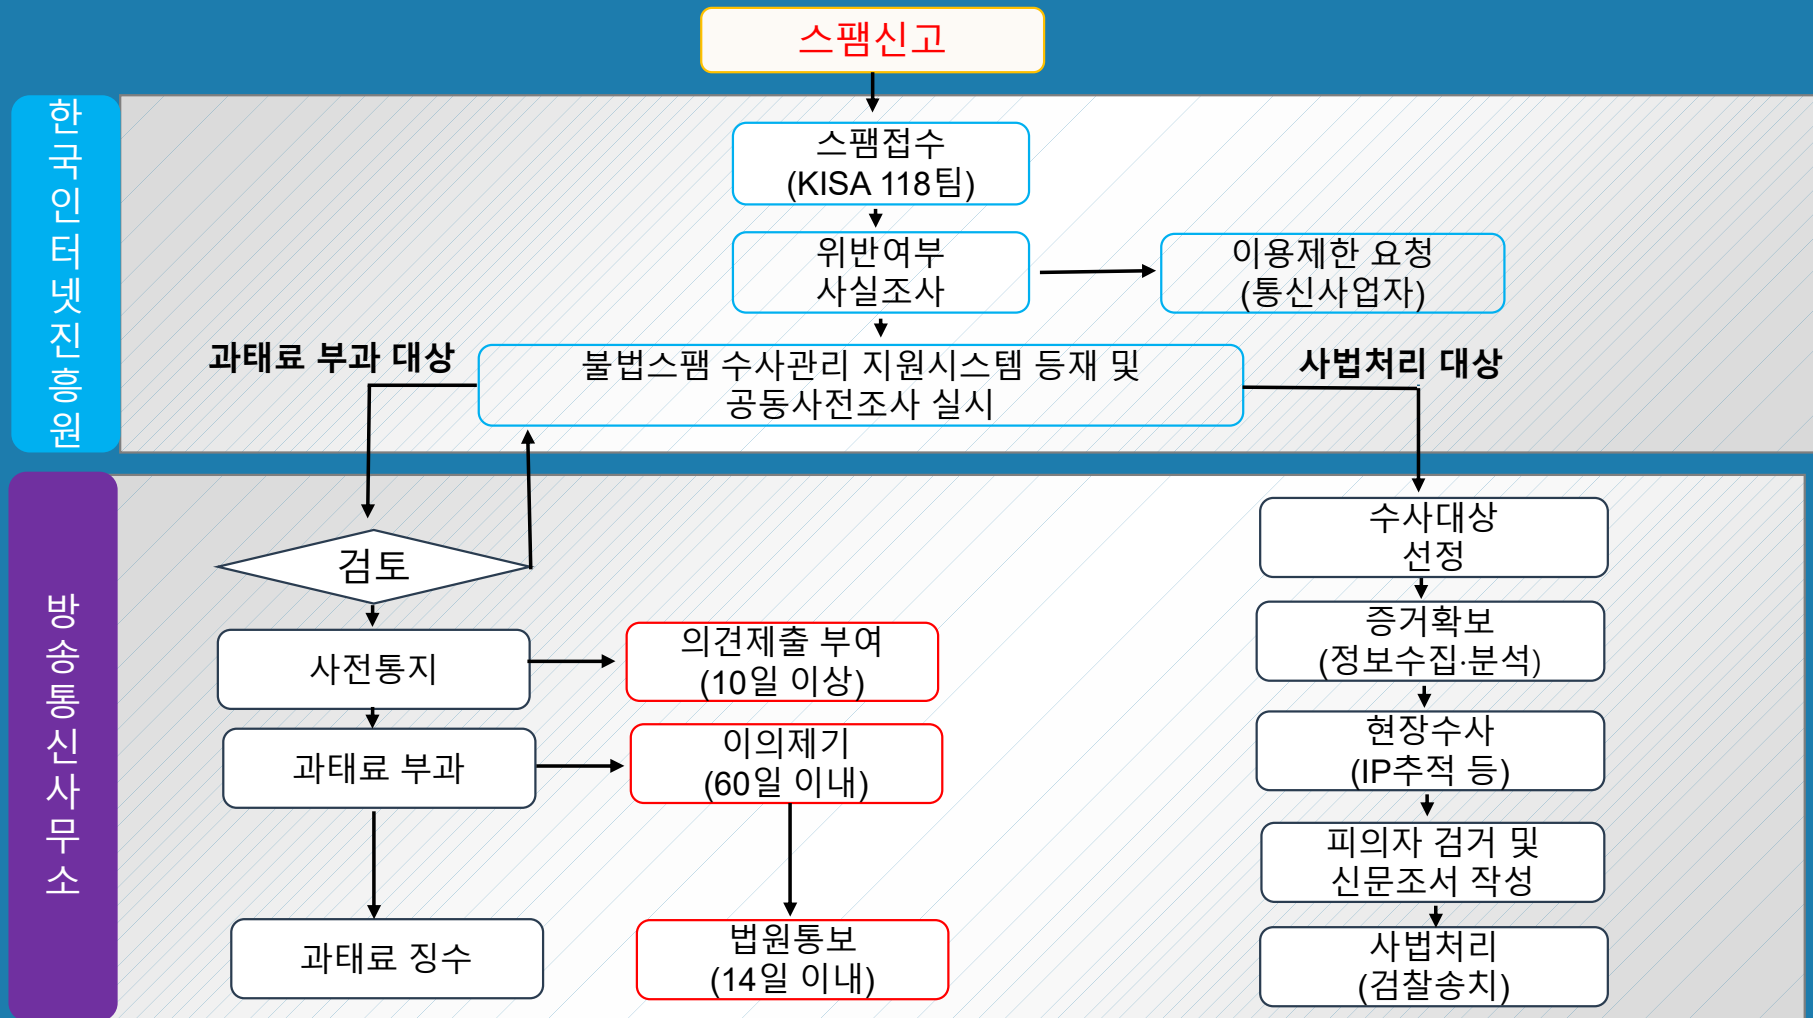 스팸신고
한국인터넷진흥원
스팸접수
(KISA 118팀)
위반여부
사실조사
이용제한 요청
(통신사업자)
과태료 부과 대상
불법스팸 수사관리 지원시스템 등재 및
공동사전조사 실시
사법처리 대상
방송통신사무소
검토
사전통지
의견제출 부여
(10일 이상)
과태료 부과
이의제기
(60일 이내)
과태료 징수
법원통보
(14일 이내)
수사대상
선정
증거확보
(정보수집·분석)
현장수사
(IP추적 등)
피의자 검거 및
신문조서 작성
사법처리
(검찰송치)